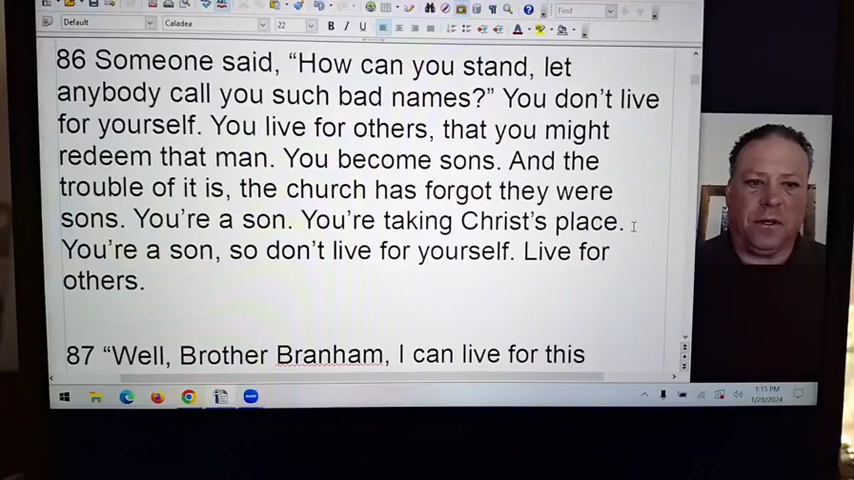 Find
Default
Caladea
22
B I U
86 Someone said, “How can you stand, let
anybody call you such bad names?” You don’t live
for yourself. You live for others, that you might
redeem that man. You become sons. And the
trouble of it is, the church has forgot they were
sons. You’re a son. You’re taking Christ’s place.
You’re a son, so don’t live for yourself. Live for
others.
87 “Well, Brother Branham, I can live for this
1:15 PM
1/28/2024